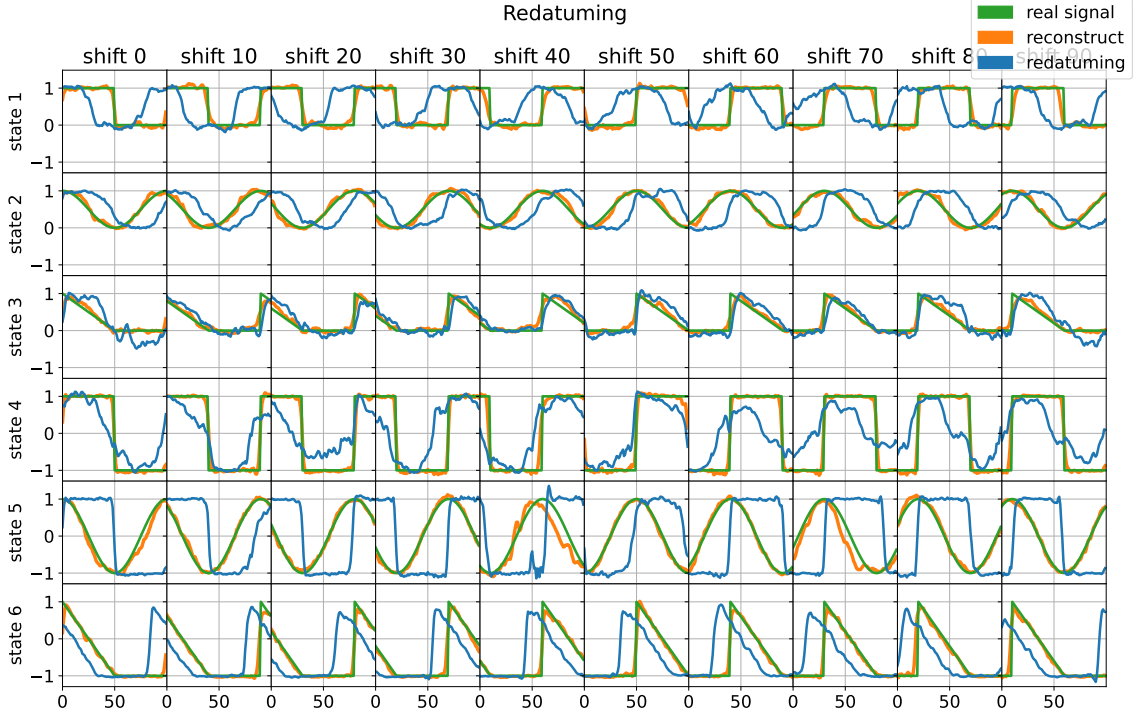 Redatuming
real signal
reconstruct
redatuming
shift 0 shift 10 shift 20 shift 30 shift 40 shift 50 shift 60 shift 70 shift 80 shift 90
state 1
1
0
−1
state 2
1
0
−1
state 3
1
0
−1
state 4
1
0
−1
state 5
1
0
−1
state 6
1
0
−1
0 50 0 50 0 50 0 50 0 50 0 50 0 50 0 50 0 50 0 50